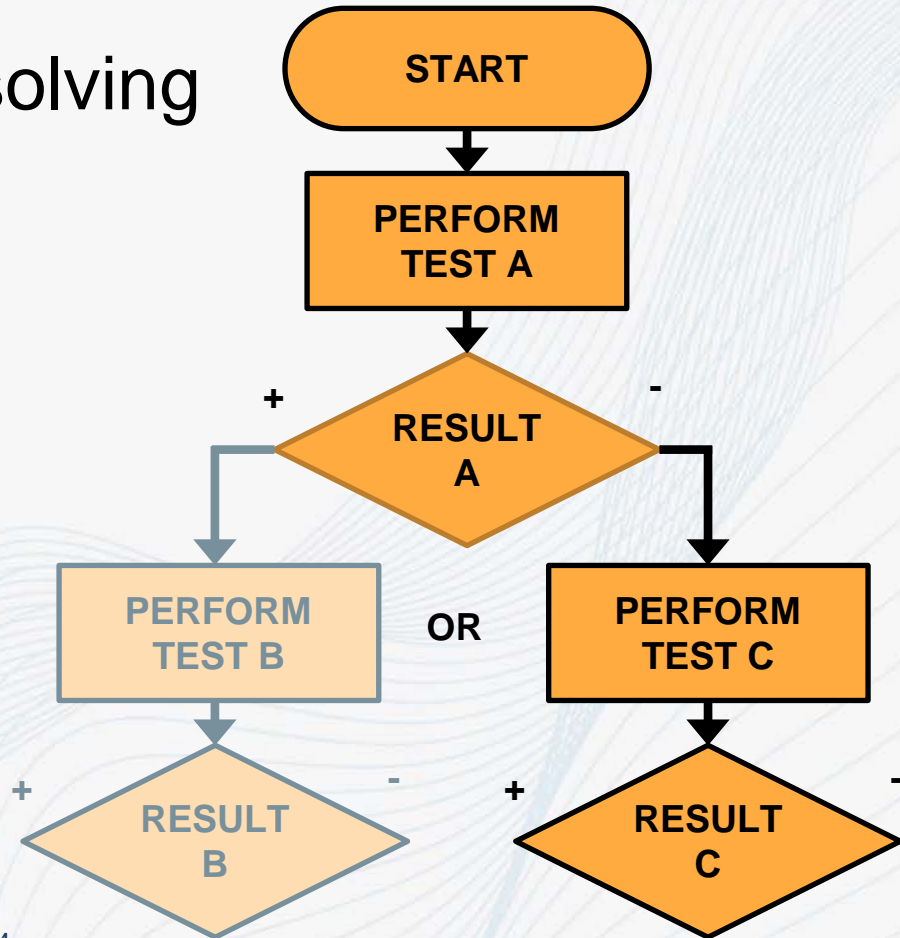 solving
START
PERFORM
TEST A
+
-
RESULT
A
PERFORM
TEST B
OR
PERFORM
TEST C
+
-
RESULT
B
+
-
RESULT
C